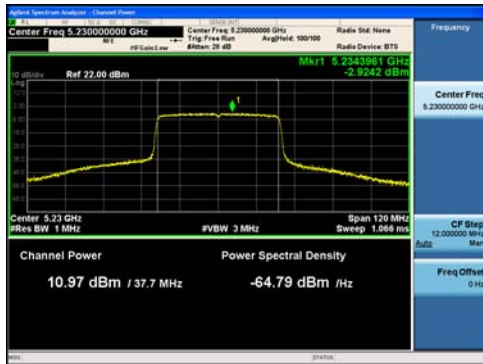 Agilent Spectrum Analyzer - Channel Power
Center Freq 5.230000000 GHz
NFE
#IFGain:Low
Center Freq: 5.230000000 GHz
Trig: Free Run Avg|Held: 100/100
#Atten: 20 dB
Radio Std: None
Radio Device: BTS
Frequency
Mkr1 5.2343961 GHz
-2.9242 dBm
10 dB/div Ref 22.00 dBm
Log
1
Center Freq
5.230000000 GHz
Center 5.23 GHz Span 120 MHz
#Res BW 1 MHz #VBW 3 MHz Sweep 1.066 ms
CF Step
12.000000 MHz
Auto Man
Channel Power Power Spectral Density
10.97 dBm / 37.7 MHz -64.79 dBm /Hz
Freq Offset
0 Hz
MSG STATUS